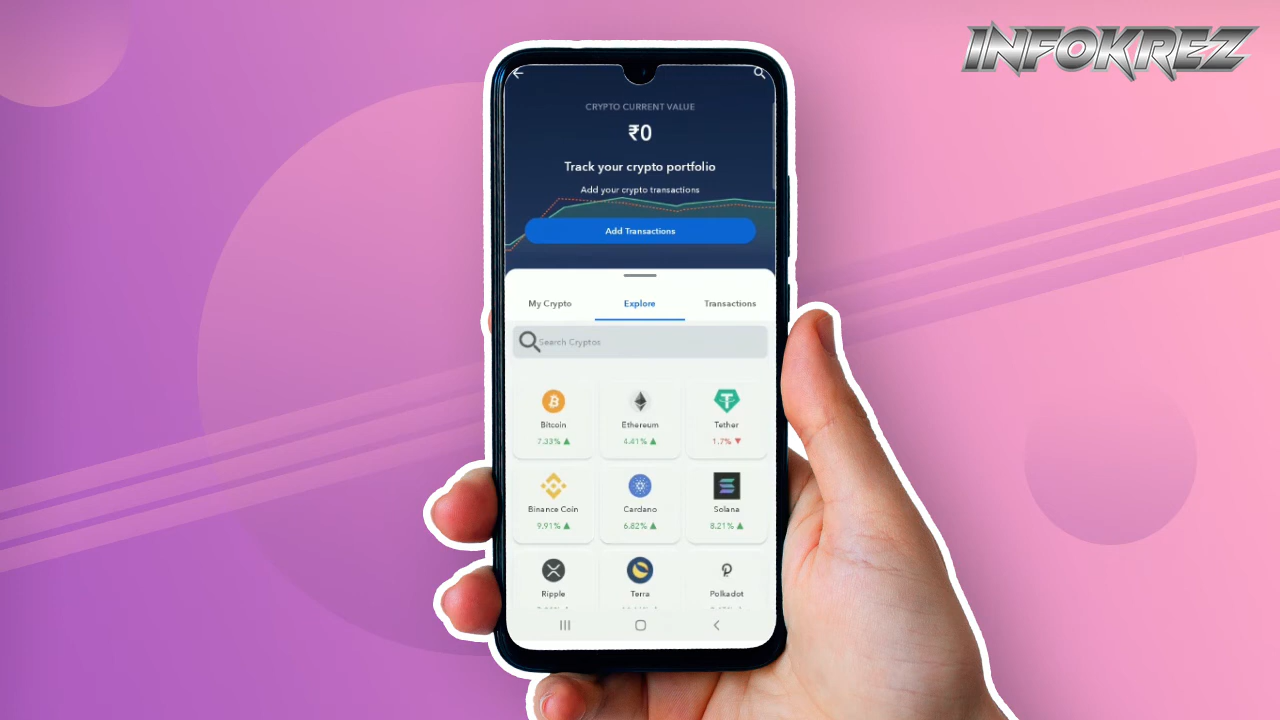 INFOKREZ
CRYPTO CURRENT VALUE
₹0
Track your crypto portfolio
Add your crypto transactions
Add Transactions
My Crypto Explore Transactions
Search Cryptos
Bitcoin Ethereum Tether
7.33% ▲ 4.41% ▲ 1.7% ▼
Binance Coin Cardano Solana
9.91% ▲ 6.82% ▲ 8.21% ▲
Ripple Terra Polkadot